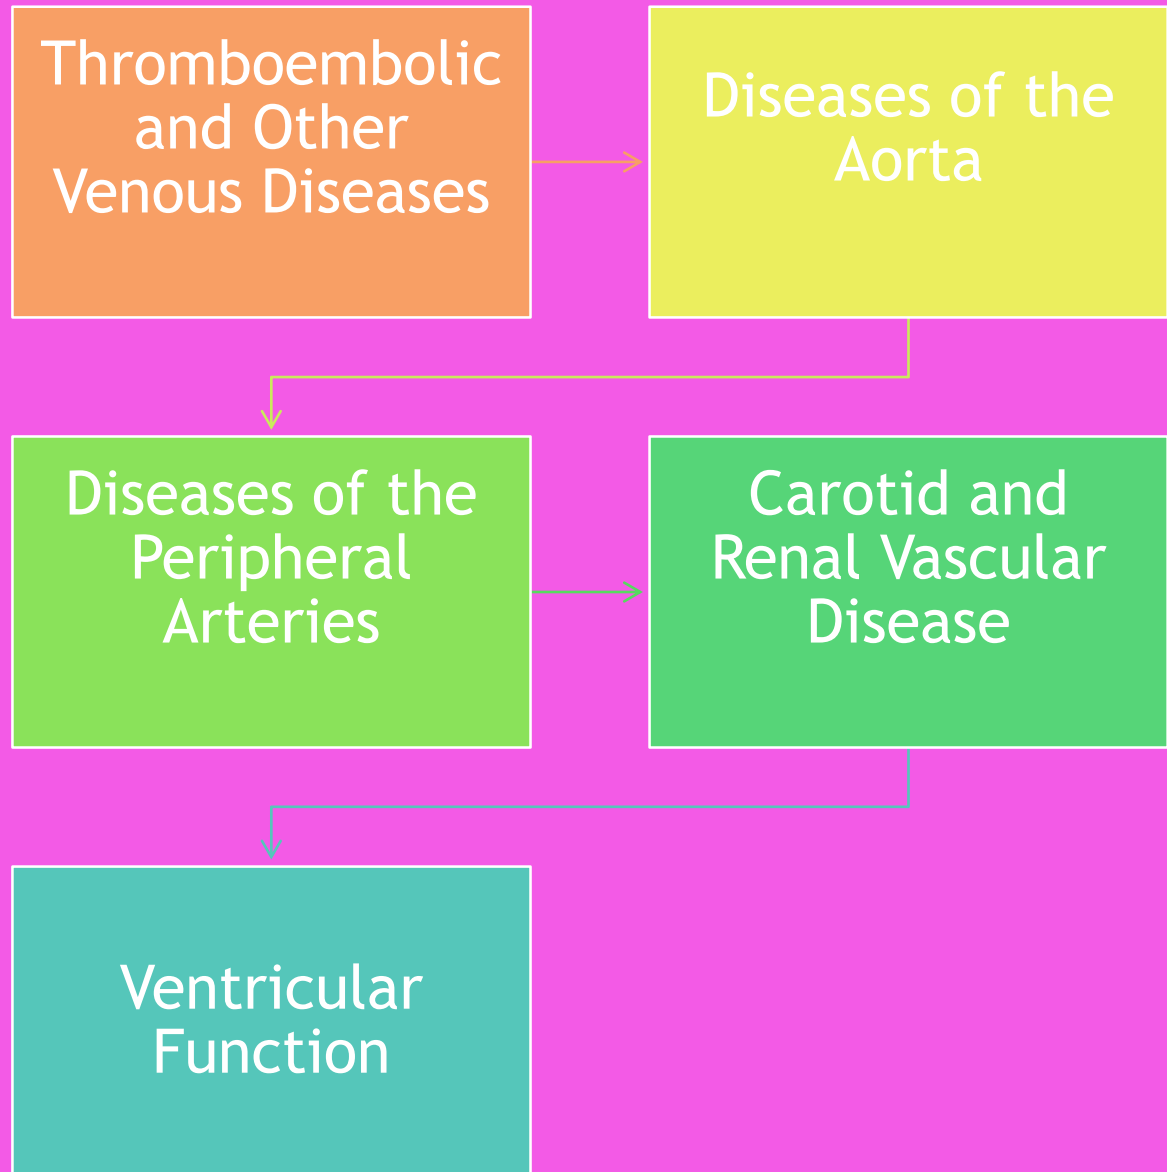 Thromboembolic
and Other
Venous Diseases
Diseases of the
Aorta
Diseases of the
Peripheral
Arteries
Carotid and
Renal Vascular
Disease
Ventricular
Function